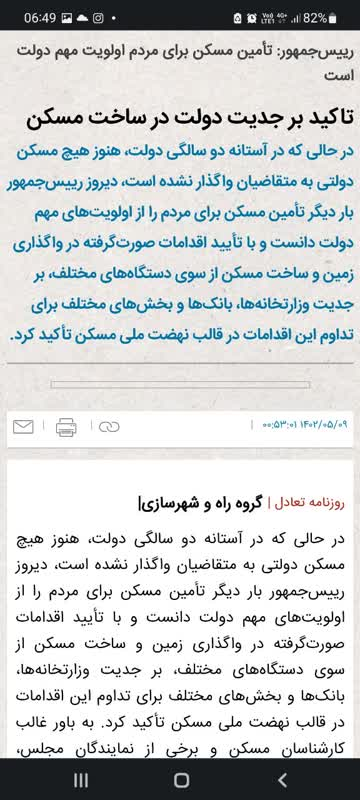 06:49
Vo) 4G+ LTE1 82%
رییس‌جمهور: تأمین مسکن برای مردم اولویت مهم دولت
است
تاکید بر جدیت دولت در ساخت مسکن
در حالی که در آستانه دو سالگی دولت، هنوز هیچ مسکن
دولتی به متقاضیان واگذار نشده است، دیروز رییس‌جمهور
بار دیگر تأمین مسکن برای مردم را از اولویت‌های مهم
دولت دانست و با تأیید اقدامات صورت‌گرفته در واگذاری
زمین و ساخت مسکن از سوی دستگاه‌های مختلف، بر
جدیت وزارتخانه‌ها، بانک‌ها و بخش‌های مختلف برای
تداوم این اقدامات در قالب نهضت ملی مسکن تأکید کرد.
۱۴۰۲/۰۵/۰۹ ۰۰:۵۳:۰۱
روزنامه تعادل | گروه راه و شهرسازی|
در حالی که در آستانه دو سالگی دولت، هنوز هیچ
مسکن دولتی به متقاضیان واگذار نشده است، دیروز
رییس‌جمهور بار دیگر تأمین مسکن برای مردم را از
اولویت‌های مهم دولت دانست و با تأیید اقدامات
صورت‌گرفته در واگذاری زمین و ساخت مسکن از
سوی دستگاه‌های مختلف، بر جدیت وزارتخانه‌ها،
بانک‌ها و بخش‌های مختلف برای تداوم این اقدامات
در قالب نهضت ملی مسکن تأکید کرد. به باور غالب
کارشناسان مسکن و برخی از نمایندگان مجلس،